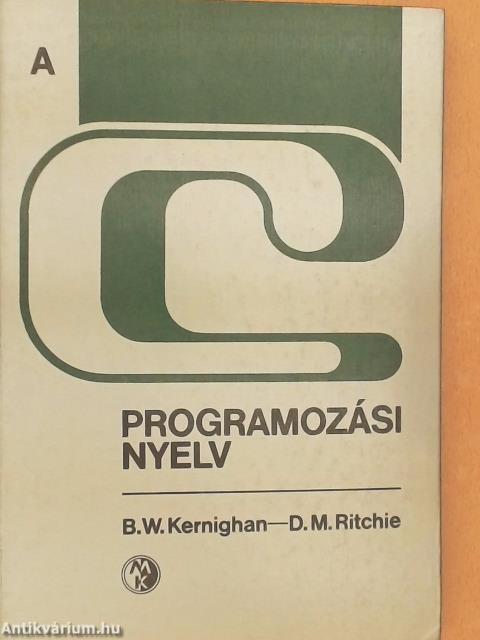 A
C
PROGRAMOZÁSI
NYELV
B.W.Kernighan—D.M.Ritchie
MK
Antikvárium.hu